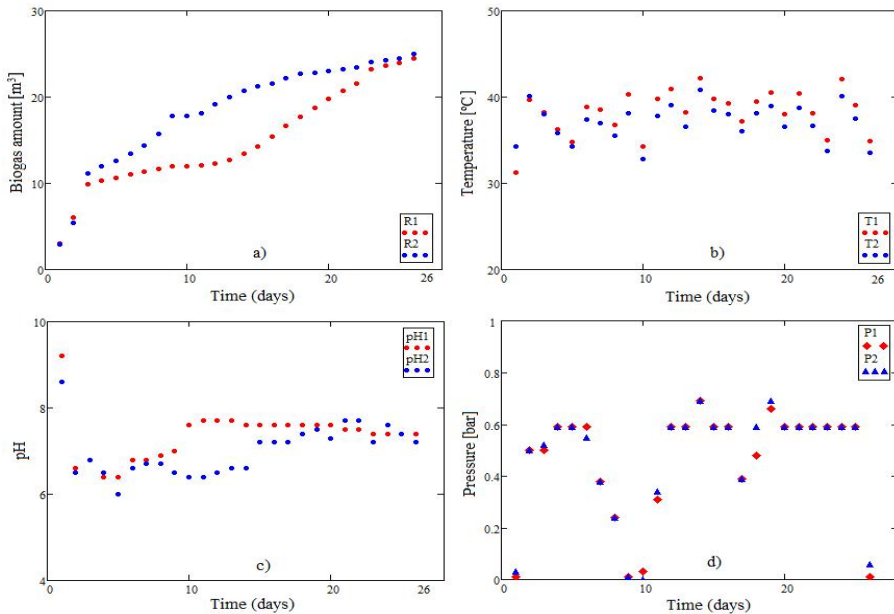 30
20
10
0
Biogas amount [m³]
0
10
20
26
Time (days)
R1
R2
a)
50
40
30
20
Temperature [℃]
0
10
20
26
Time (days)
T1
T2
b)
10
8
6
4
pH
0
10
20
26
Time (days)
pH1
pH2
c)
1
0.8
0.6
0.4
0.2
0
Pressure [bar]
0
10
20
26
Time (days)
P1
P2
d)